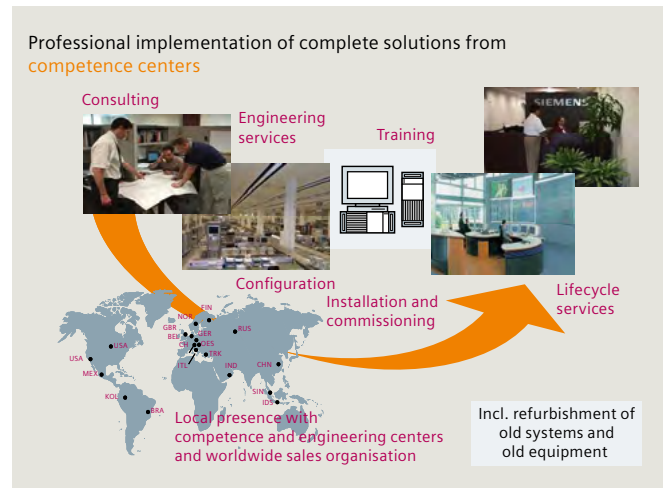 Professional implementation of complete solutions from
competence centers
Consulting
Engineering
services
Training
SIEMENS
Configuration
Installation and
commissioning
Lifecycle
services
FIN
NOR
GBR
BEL
GER
RUS
CH
OES
USA
USA
ITL
TRK
MEX
IND
CHN
KOL
BRA
SIN
IDS
Local presence with
competence and engineering centers
and worldwide sales organisation
Incl. refurbishment of
old systems and
old equipment